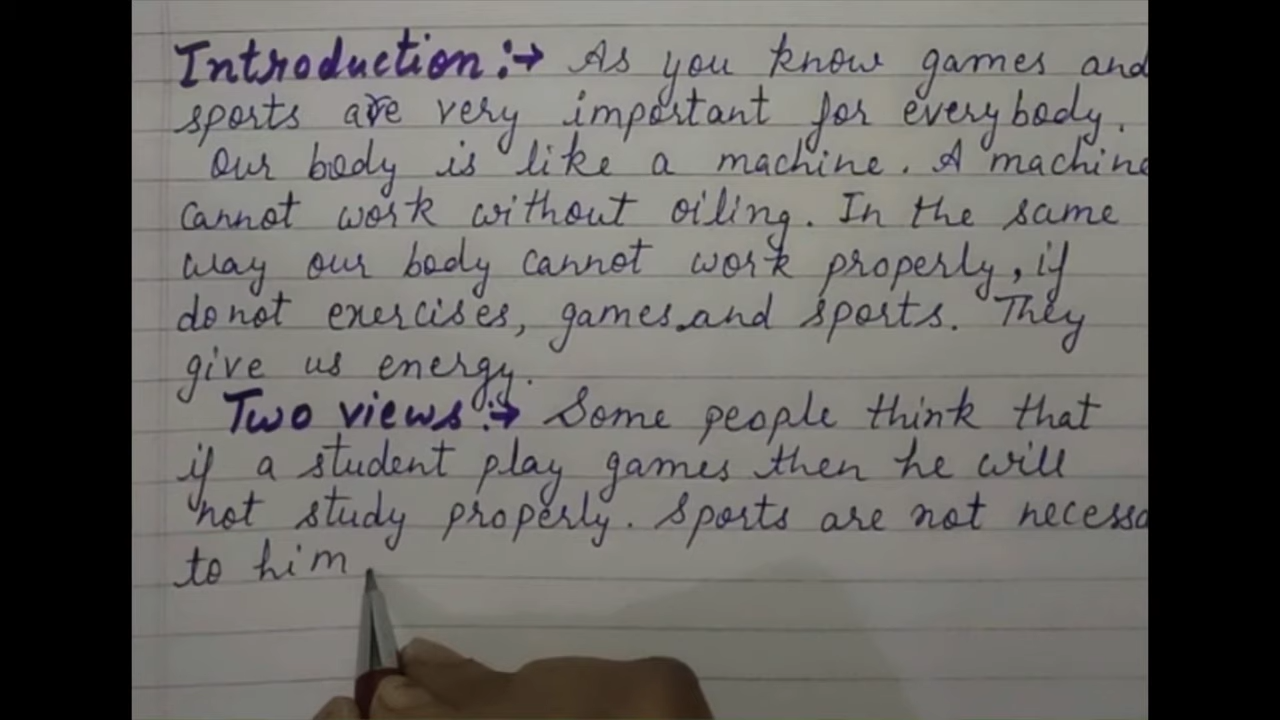 Introduction :→ As you know games and
sports are very important for everybody.
Our body is like a machine. A machine
cannot work without oiling. In the same
way our body cannot work properly, if
do not exercises, games and sports. They
give us energy.
Two views :→ Some people think that
if a student play games then he will
not study properly. Sports are not necessa
to him